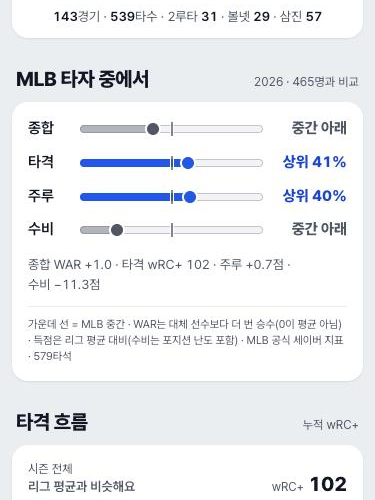 143경기 · 539타수 · 2루타 31 · 볼넷 29 · 삼진 57
MLB 타자 중에서
2026 · 465명과 비교
종합 중간 아래
타격 상위 41%
주루 상위 40%
수비 중간 아래
종합 WAR +1.0 · 타격 wRC+ 102 · 주루 +0.7점 ·
수비 −11.3점
가운데 선 = MLB 중간 · WAR는 대체 선수보다 더 번 승수(0이 평균 아님)
· 득점은 리그 평균 대비(수비는 포지션 난도 포함) · MLB 공식 세이버 지표
· 579타석
타격 흐름
누적 wRC+
시즌 전체
리그 평균과 비슷해요
wRC+ 102